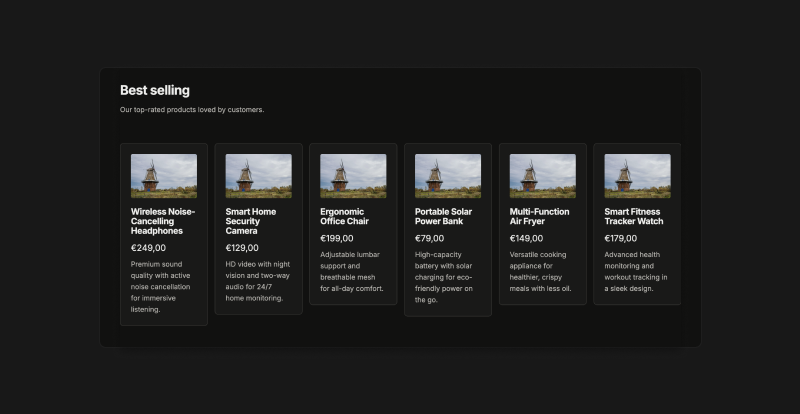 Best selling
Our top-rated products loved by customers.
Wireless Noise-
Cancelling
Headphones
€249,00
Premium sound
quality with active
noise cancellation
for immersive
listening.
Smart Home
Security
Camera
€129,00
HD video with night
vision and two-way
audio for 24/7
home monitoring.
Ergonomic
Office Chair
€199,00
Adjustable lumbar
support and
breathable mesh
for all-day comfort.
Portable Solar
Power Bank
€79,00
High-capacity
battery with solar
charging for eco-
friendly power on
the go.
Multi-Function
Air Fryer
€149,00
Versatile cooking
appliance for
healthier, crispy
meals with less oil.
Smart Fitness
Tracker Watch
€179,00
Advanced health
monitoring and
workout tracking in
a sleek design.